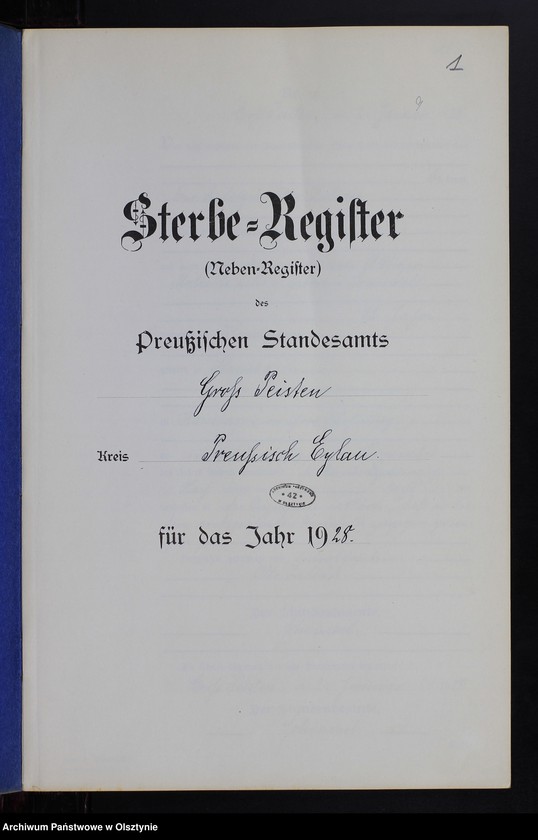 1
Sterbe-Register
(Neben-Register)
des
Preußischen Standesamts
Gross Peisten
Kreis Preussisch Eylau.
42
für das Jahr 1928.
Archiwum Państwowe w Olsztynie